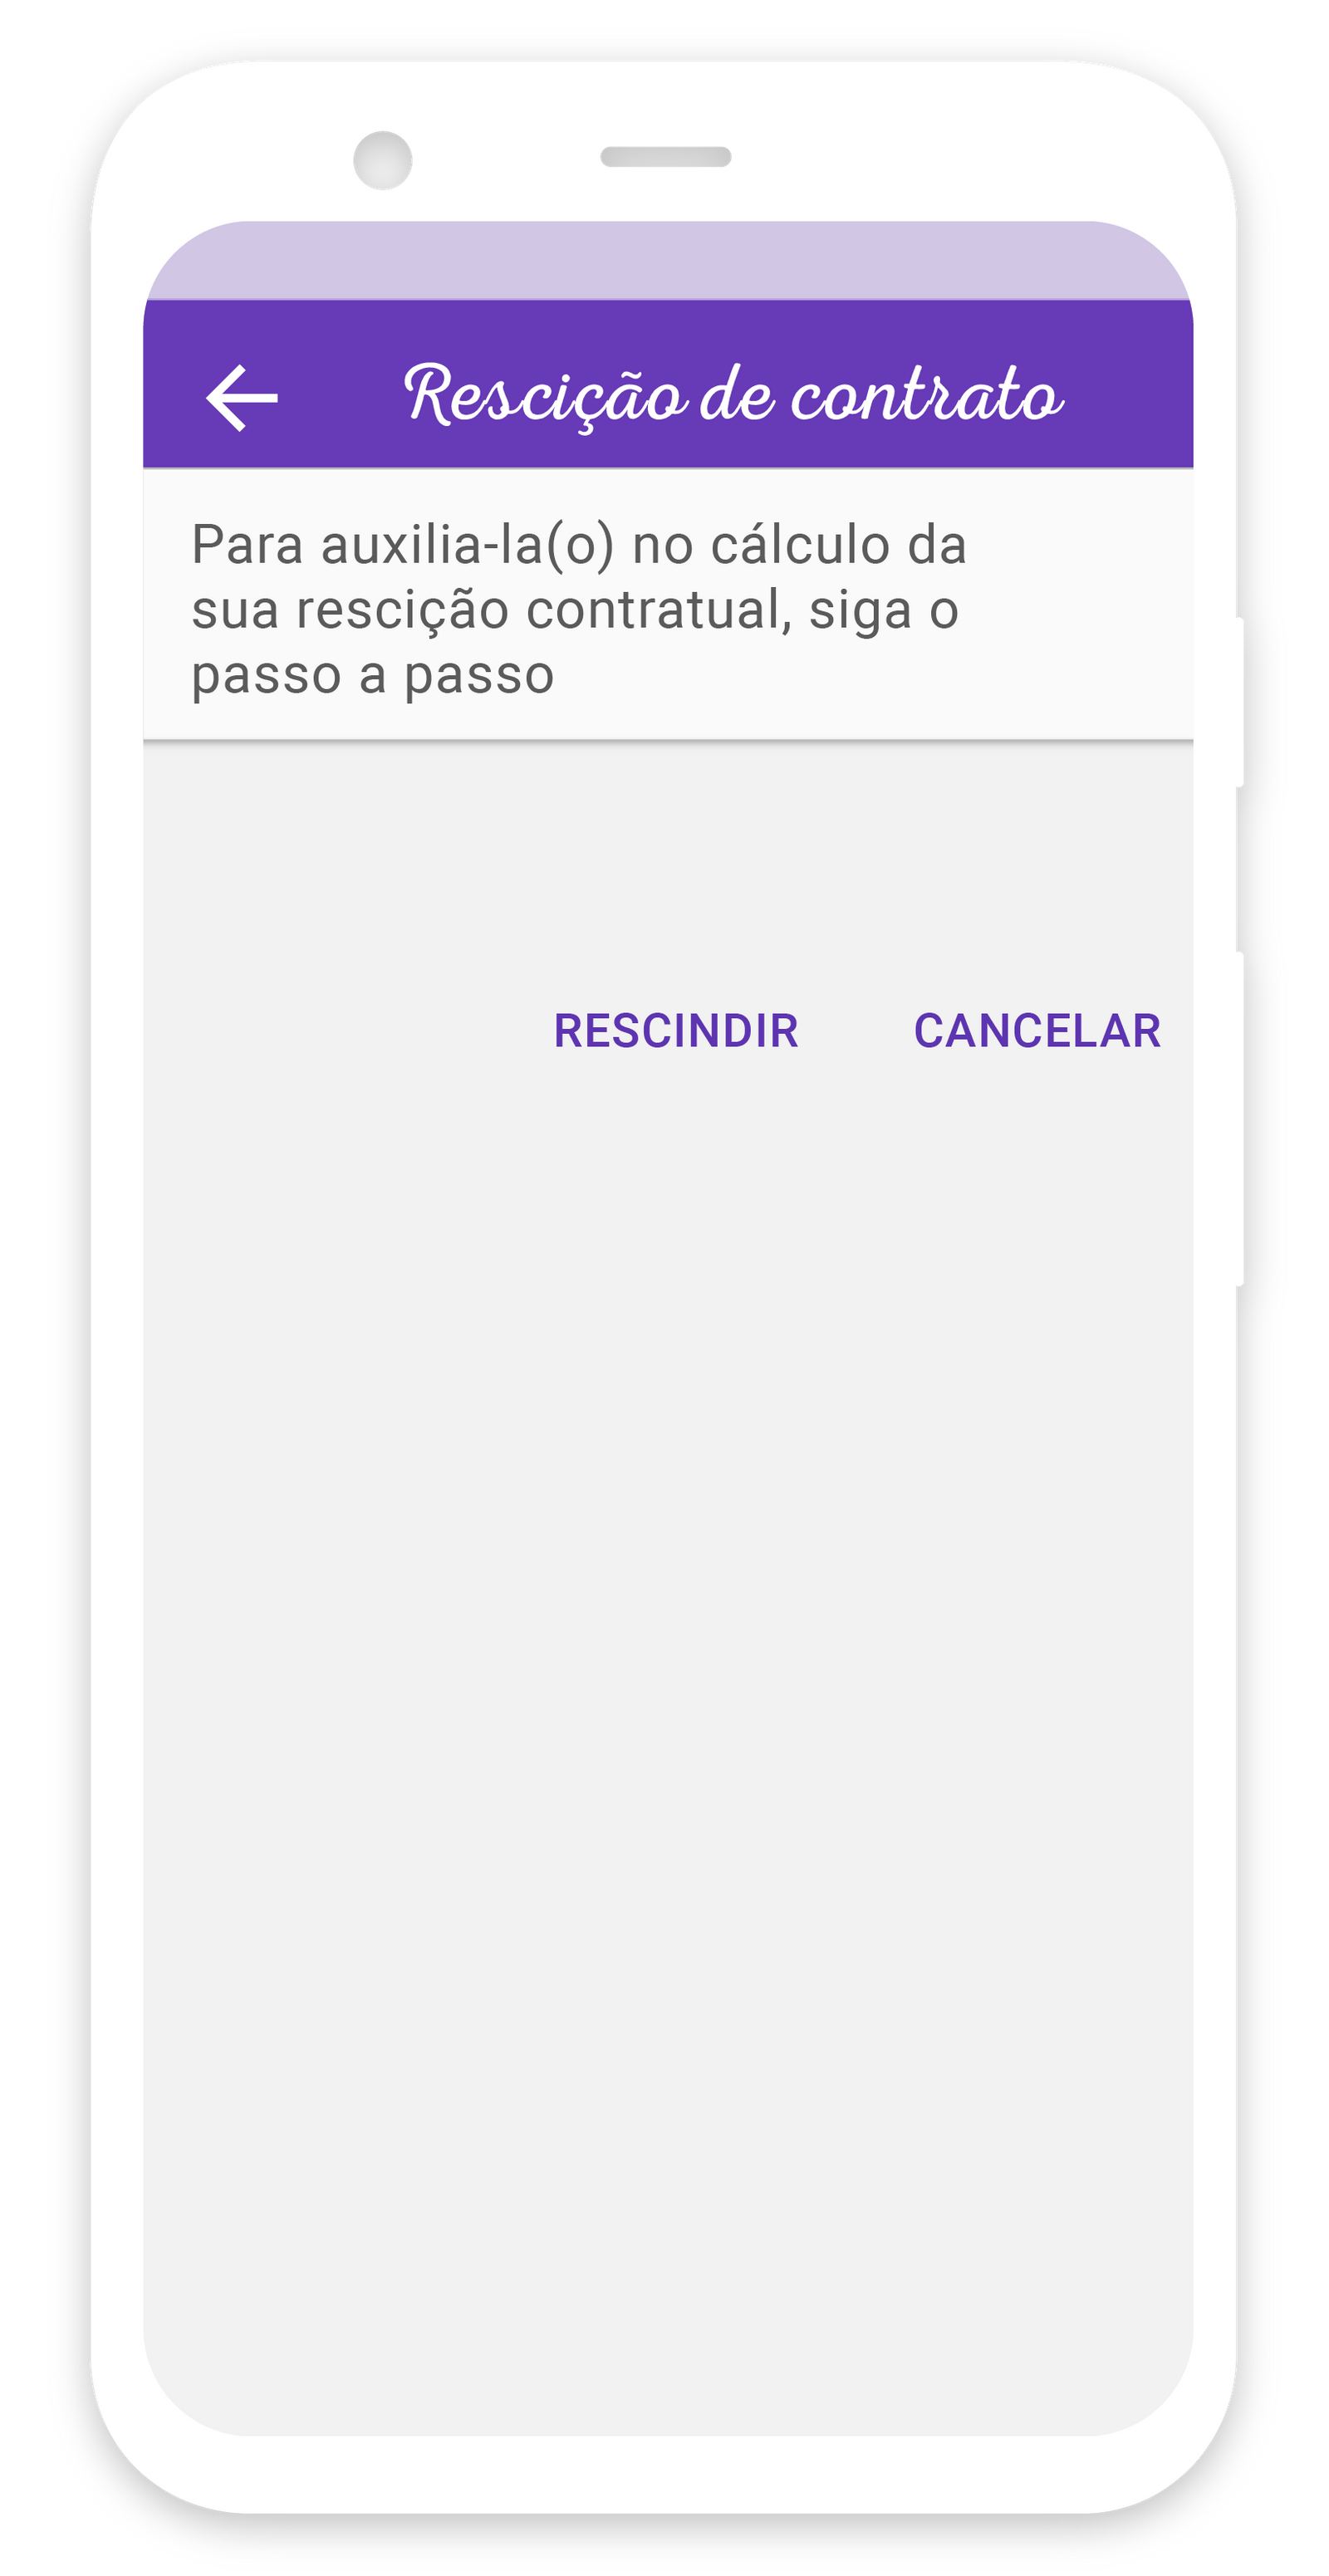 Rescição de contrato
Para auxilia-la(o) no cálculo da
sua rescição contratual, siga o
passo a passo
RESCINDIR CANCELAR